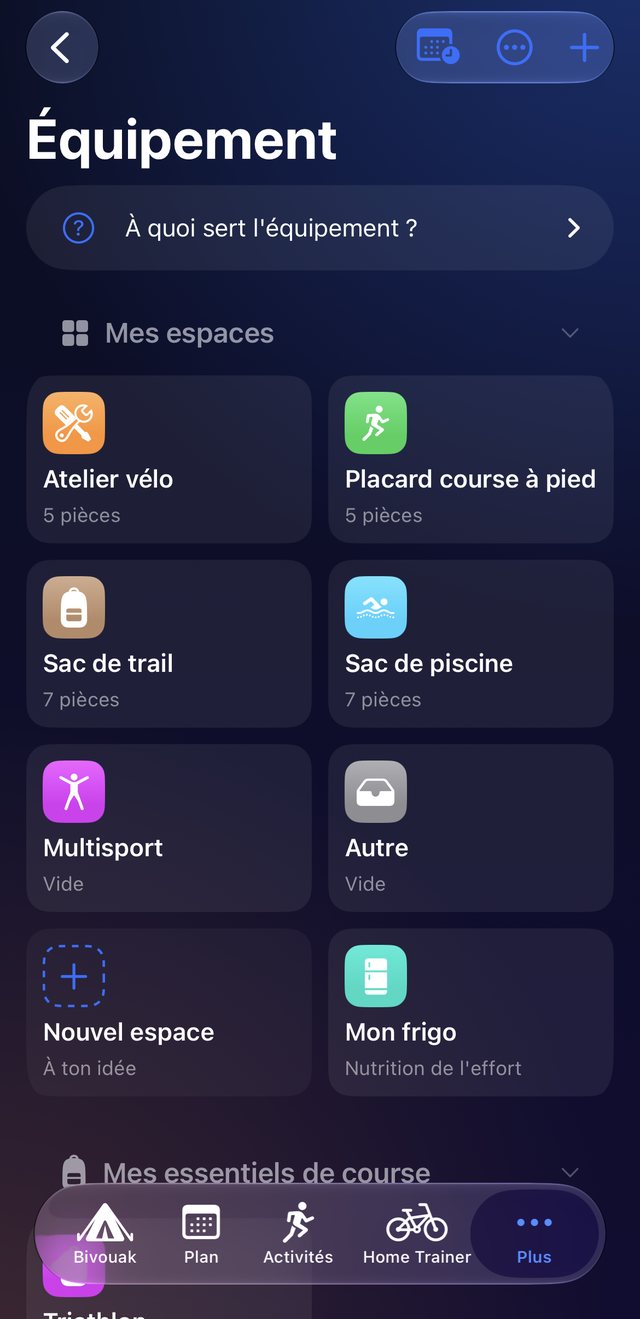 Équipement
À quoi sert l'équipement ?
Mes espaces
Atelier vélo
5 pièces
Placard course à pied
5 pièces
Sac de trail
7 pièces
Sac de piscine
7 pièces
Multisport
Vide
Autre
Vide
Nouvel espace
À ton idée
Mon frigo
Nutrition de l'effort
Mes essentiels de course
Bivouak
Plan
Activités
Home Trainer
Plus
Triathlon